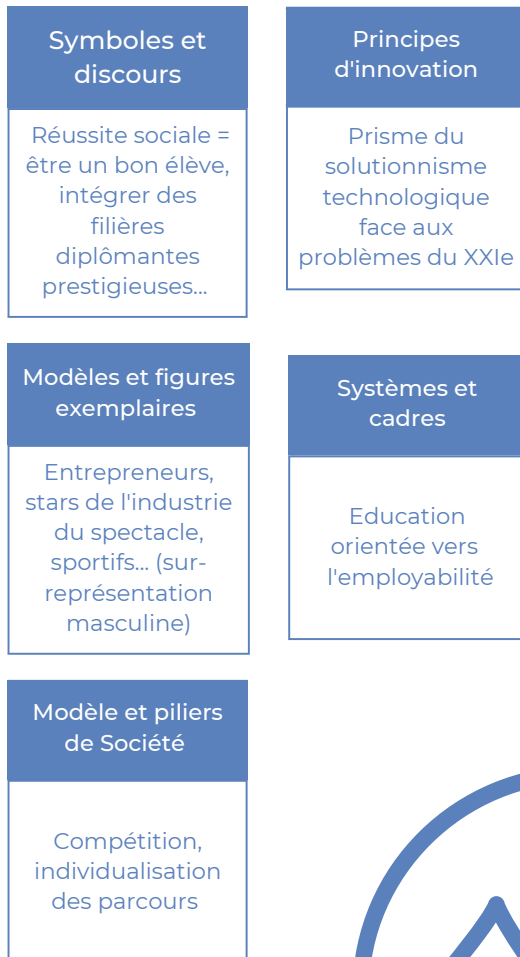 Symboles et
discours
Réussite sociale =
être un bon élève,
intégrer des
filières
diplômantes
prestigieuses...
Principes
d'innovation
Prisme du
solutionnisme
technologique
face aux
problèmes du XXIe
Modèles et figures
exemplaires
Entrepreneurs,
stars de l'industrie
du spectacle,
sportifs... (sur-
représentation
masculine)
Systèmes et
cadres
Education
orientée vers
l'employabilité
Modèle et piliers
de Société
Compétition,
individualisation
des parcours